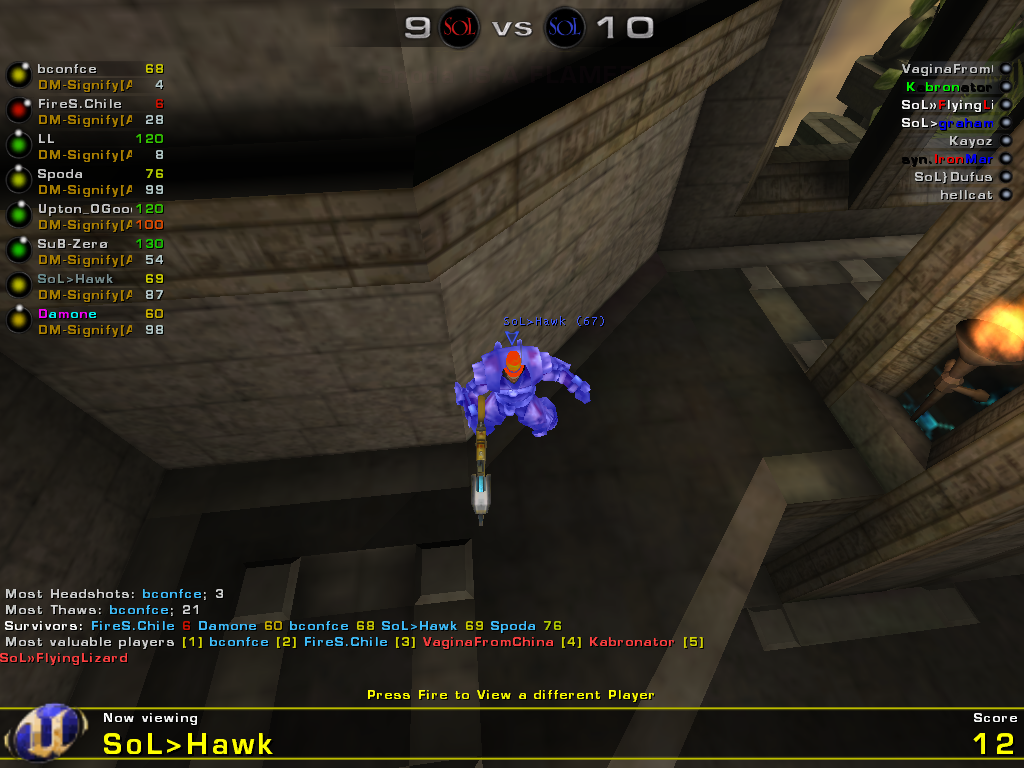 9 SOL vs SOL 10
bconfce 68
DM-Signify[A 4
FireS.Chile 6
DM-Signify[A 28
LL 120
DM-Signify[A 8
Spoda 76
DM-Signify[A 99
Upton_OGoo 120
DM-Signify[A 100
SuB-Zerø 130
DM-Signify[A 54
SoL>Hawk 69
DM-Signify[A 87
Damone 60
DM-Signify[A 98
VaginaFrom
K bronator
SoL»FlyingLi
SoL>graham
Kayoz
syn.IronMar
SoL}Dufus
hellcat
SoL>Hawk (67)
Most Headshots: bconfce; 3
Most Thaws: bconfce; 21
Survivors: FireS.Chile 6 Damone 60 bconfce 68 SoL>Hawk 69 Spoda 76
Most valuable players [1] bconfce [2] FireS.Chile [3] VaginaFromChina [4] Kabronator [5]
SoL»FlyingLizard
Press Fire to View a different Player
Now viewing
SoL>Hawk
Score
12